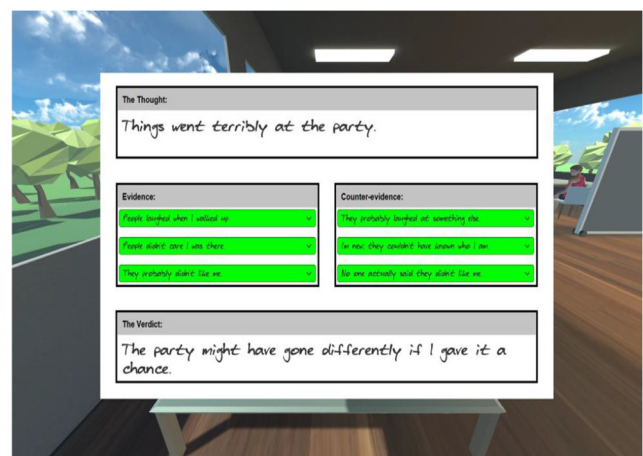 The Thought:
Things went terribly at the party.
Evidence:
People laughed when I walked up.
People didn't care I was there.
They probably didn't like me.
Counter-evidence:
They probably laughed at something else.
I'm new; they couldn't have known who I am.
No one actually said they didn't like me.
The Verdict:
The party might have gone differently if I gave it a
chance.